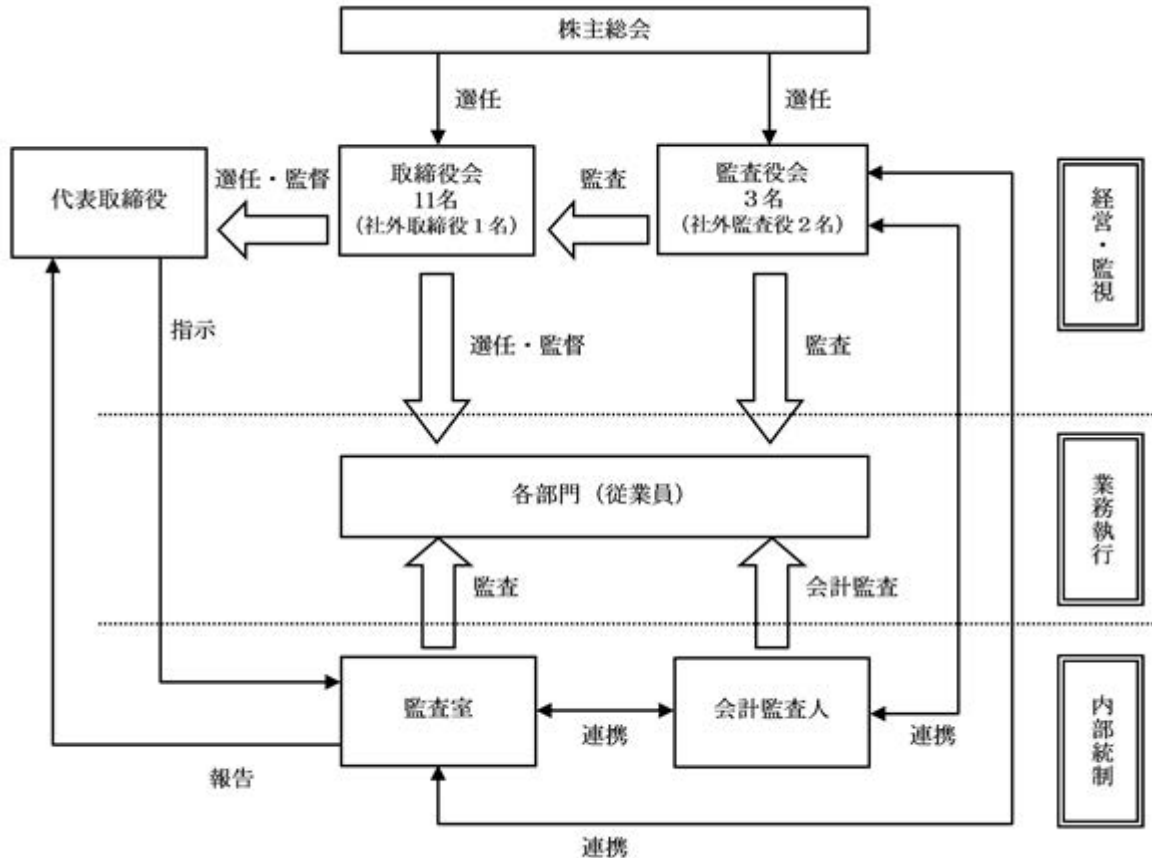 株主総会
選任
選任
代表取締役
選任・監督
取締役会
11名
（社外取締役１名）
監査
監査役会
３名
（社外監査役２名）
経営・監視
指示
選任・監督
監査
各部門（従業員）
業務執行
監査
会計監査
監査室
連携
会計監査人
連携
内部統制
報告
連携